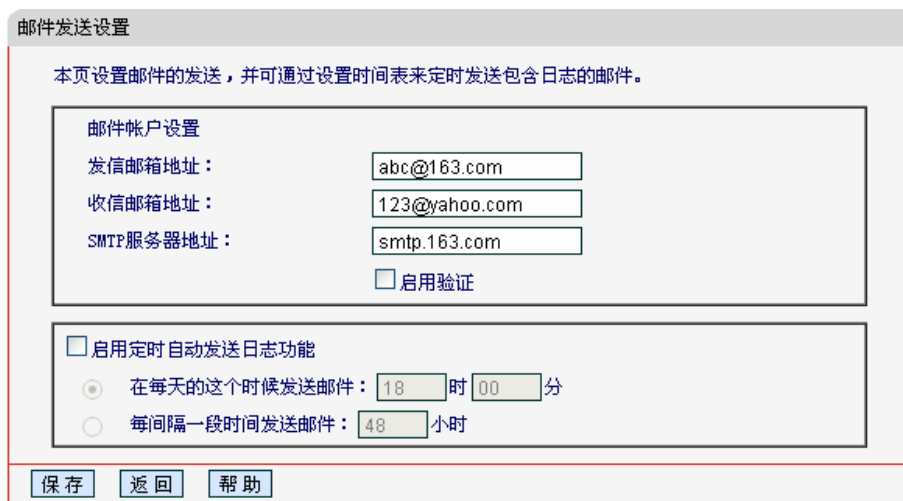 邮件发送设置
本页设置邮件的发送，并可通过设置时间表来定时发送包含日志的邮件。
邮件帐户设置
发信邮箱地址： abc@163.com
收信邮箱地址： 123@yahoo.com
SMTP服务器地址： smtp.163.com
启用验证
启用定时自动发送日志功能
在每天的这个时候发送邮件： 18 时 00 分
每间隔一段时间发送邮件： 48 小时
保存 返回 帮助